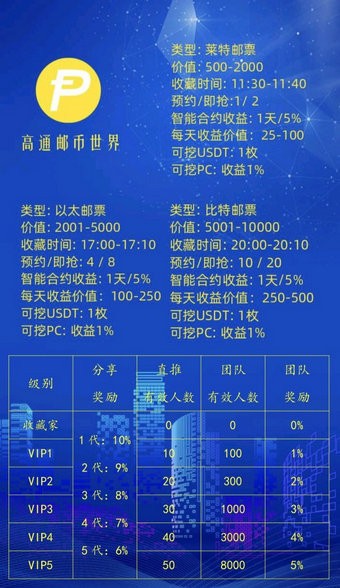 高通邮币世界
类型: 莱特邮票
价值: 500-2000
收藏时间: 11:30-11:40
预约/即抢:1/ 2
智能合约收益: 1天/5%
每天收益价值: 25-100
可挖USDT: 1枚
可挖PC: 收益1%
类型: 以太邮票
价值: 2001-5000
收藏时间: 17:00-17:10
预约/即抢: 4 / 8
智能合约收益: 1天/5%
每天收益价值: 100-250
可挖USDT: 1枚
可挖PC: 收益1%
类型: 比特邮票
价值: 5001-10000
收藏时间: 20:00-20:10
预约/即抢: 10 / 20
智能合约收益: 1天/5%
每天收益价值: 250-500
可挖USDT: 1枚
可挖PC: 收益1%
级别 分享奖励 直推有效人数 团队有效人数 团队奖励
收藏家 0 0 0%
1 代: 10%
VIP1 10 100 1%
2 代: 9%
VIP2 20 300 2%
3 代: 8%
VIP3 30 1000 3%
4 代: 7%
VIP4 40 3000 4%
5 代: 6%
VIP5 50 8000 5%